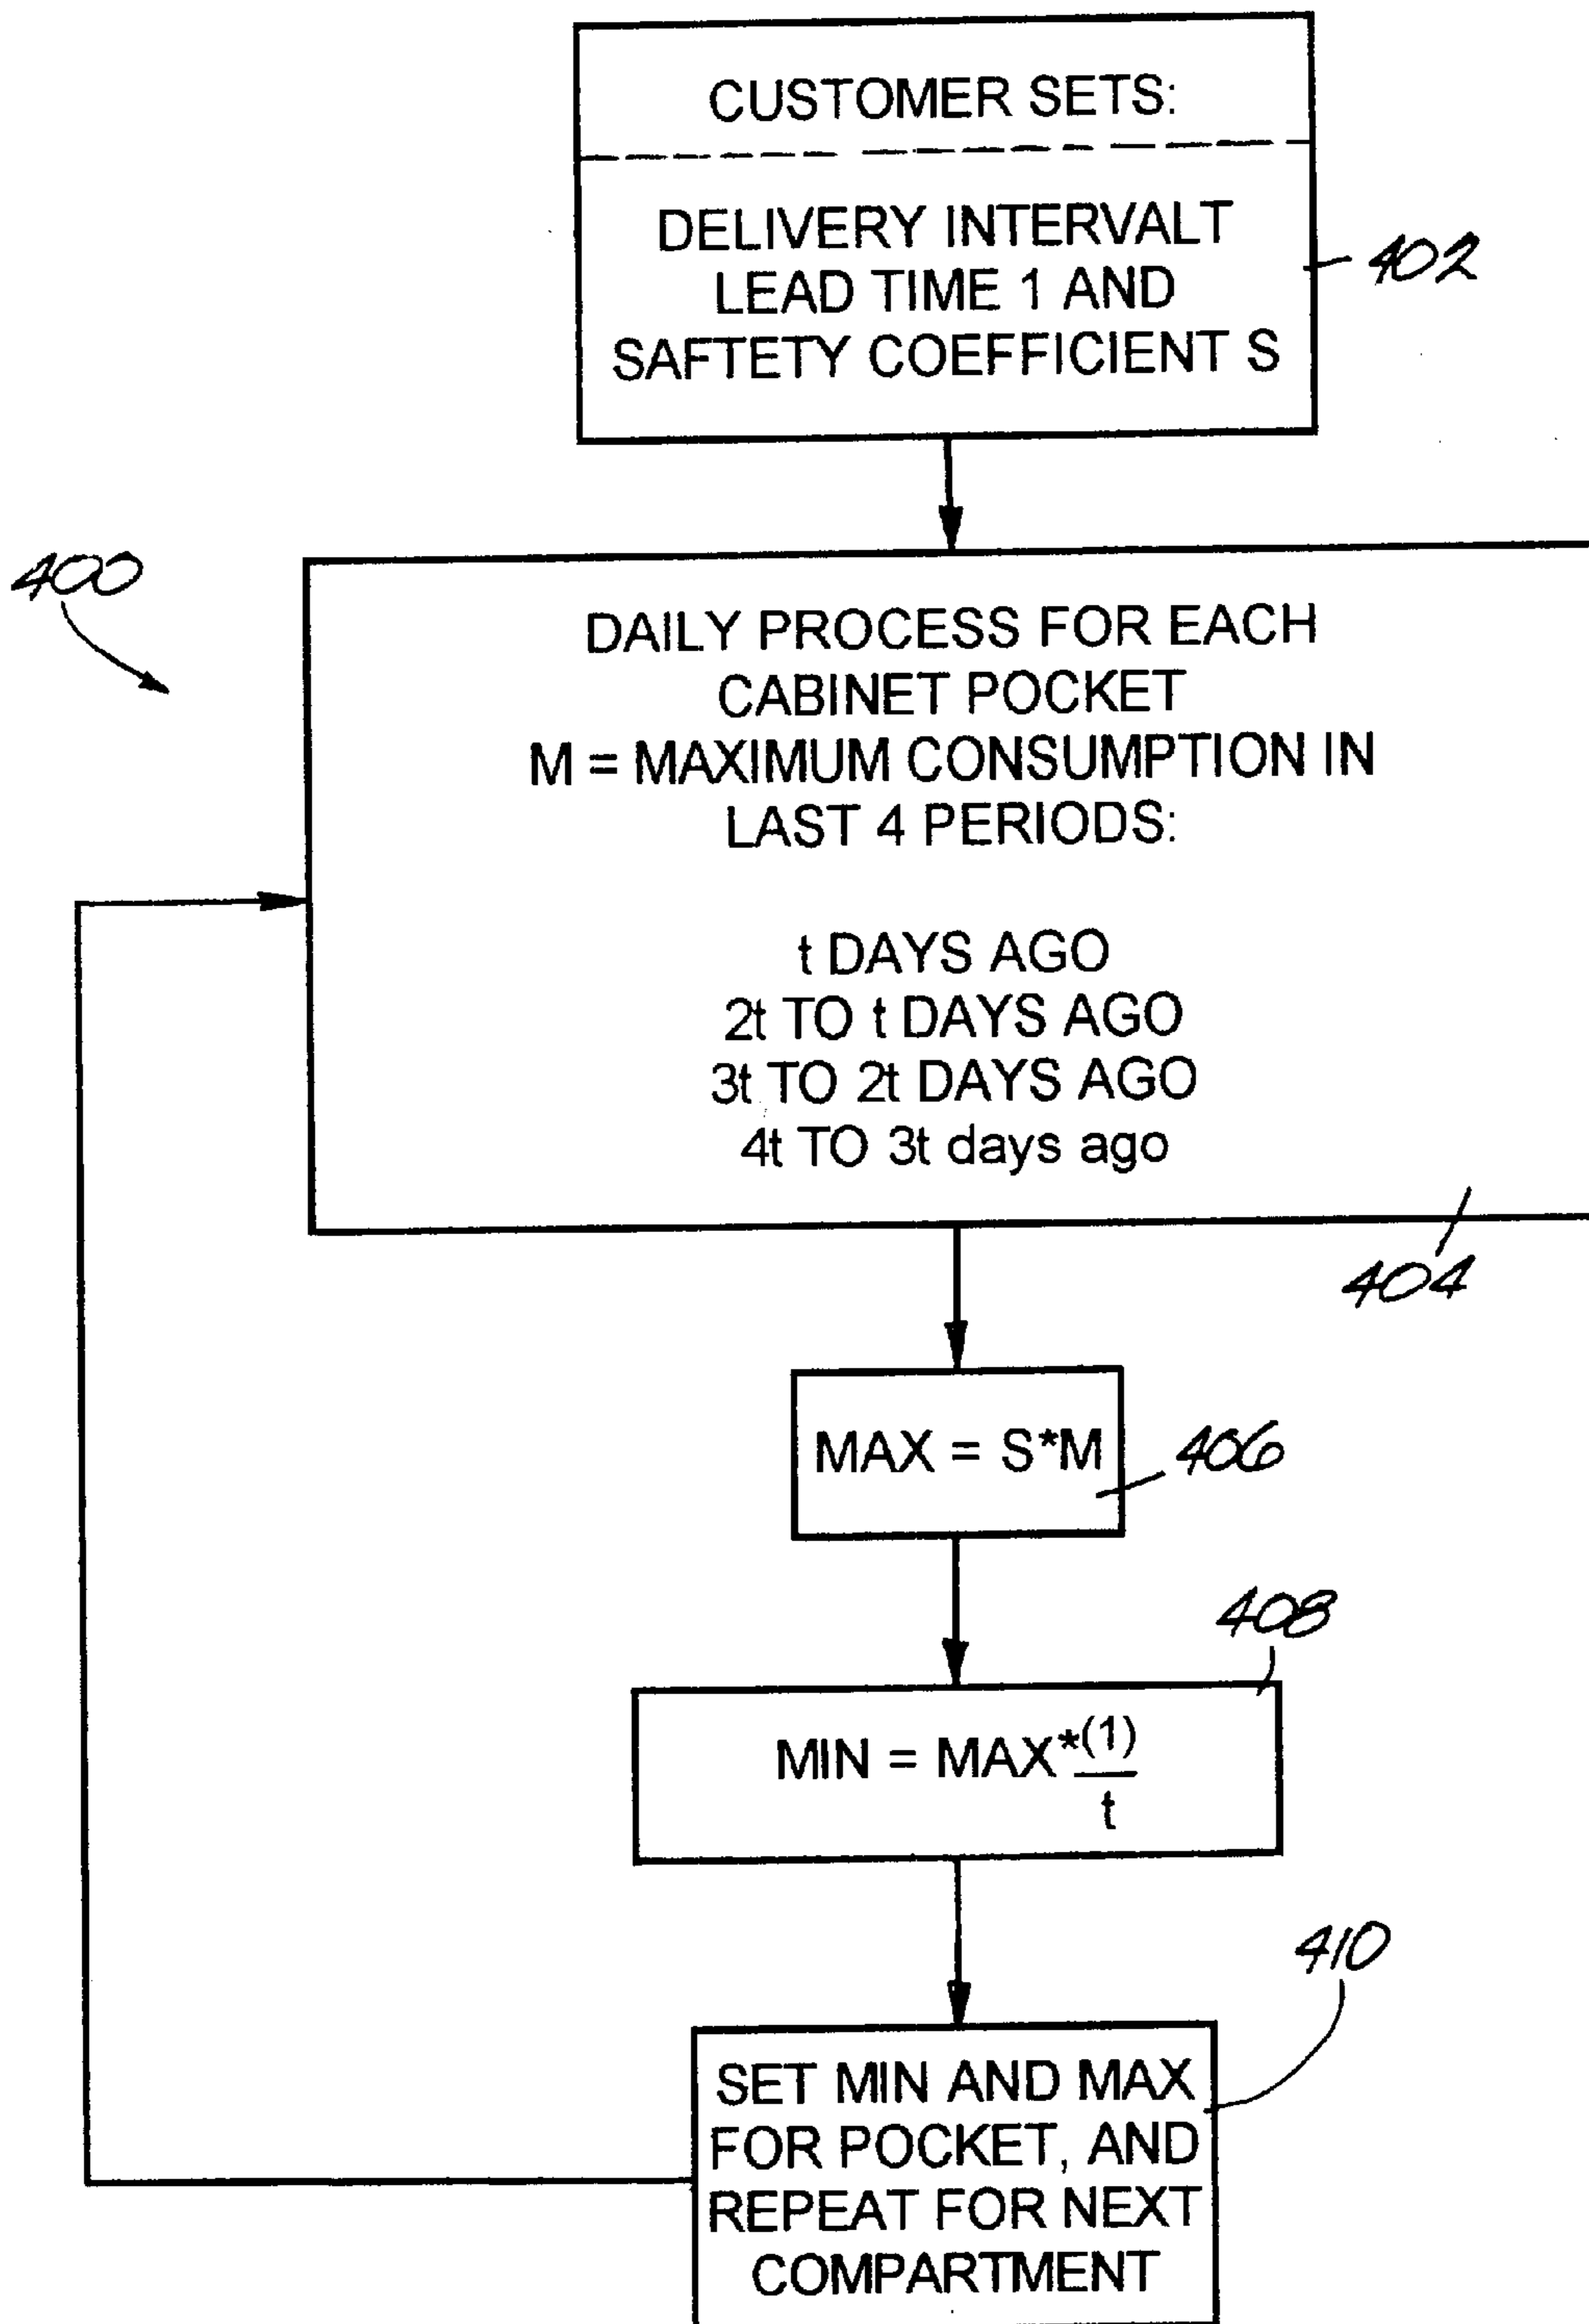 CUSTOMER SETS:
DELIVERY INTERVALT
LEAD TIME 1 AND
SAFTETY COEFFICIENT S
402
400
DAILY PROCESS FOR EACH
CABINET POCKET
M = MAXIMUM CONSUMPTION IN
LAST 4 PERIODS:
t DAYS AGO
2t TO t DAYS AGO
3t TO 2t DAYS AGO
4t TO 3t days ago
404
MAX = S*M
406
408
MIN = MAX*(1)
t
410
SET MIN AND MAX
FOR POCKET, AND
REPEAT FOR NEXT
COMPARTMENT